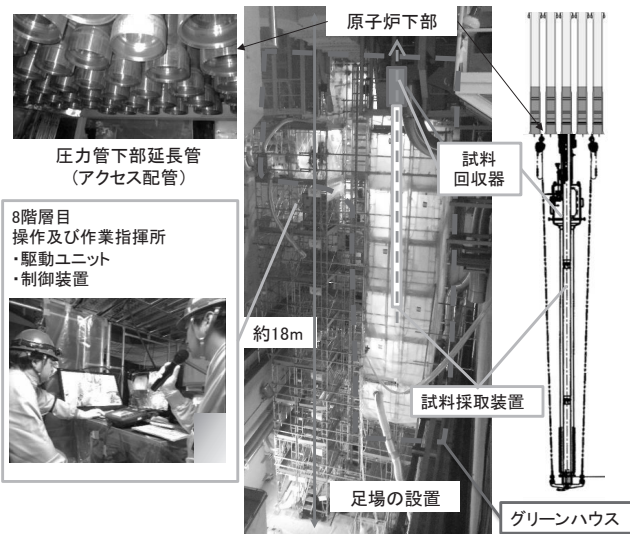 原子炉下部
圧力管下部延長管
(アクセス配管)
試料
回収器
8階層目
操作及び作業指揮所
・駆動ユニット
・制御装置
約18m
試料採取装置
足場の設置
グリーンハウス